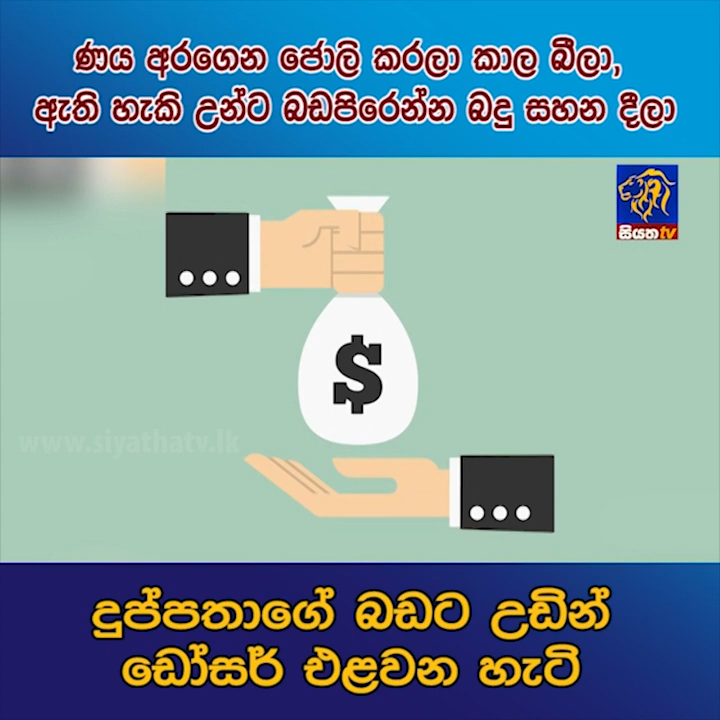 ණය අරගෙන ජොලි කරලා කාල බීලා,
ඇති හැකි උන්ට බඩපිරෙන්න බදු සහන දීලා
සියත tv
$
www.siyathatv.lk
දුප්පතාගේ බඩට උඩින්
ඩෝසර් එළවන හැටි